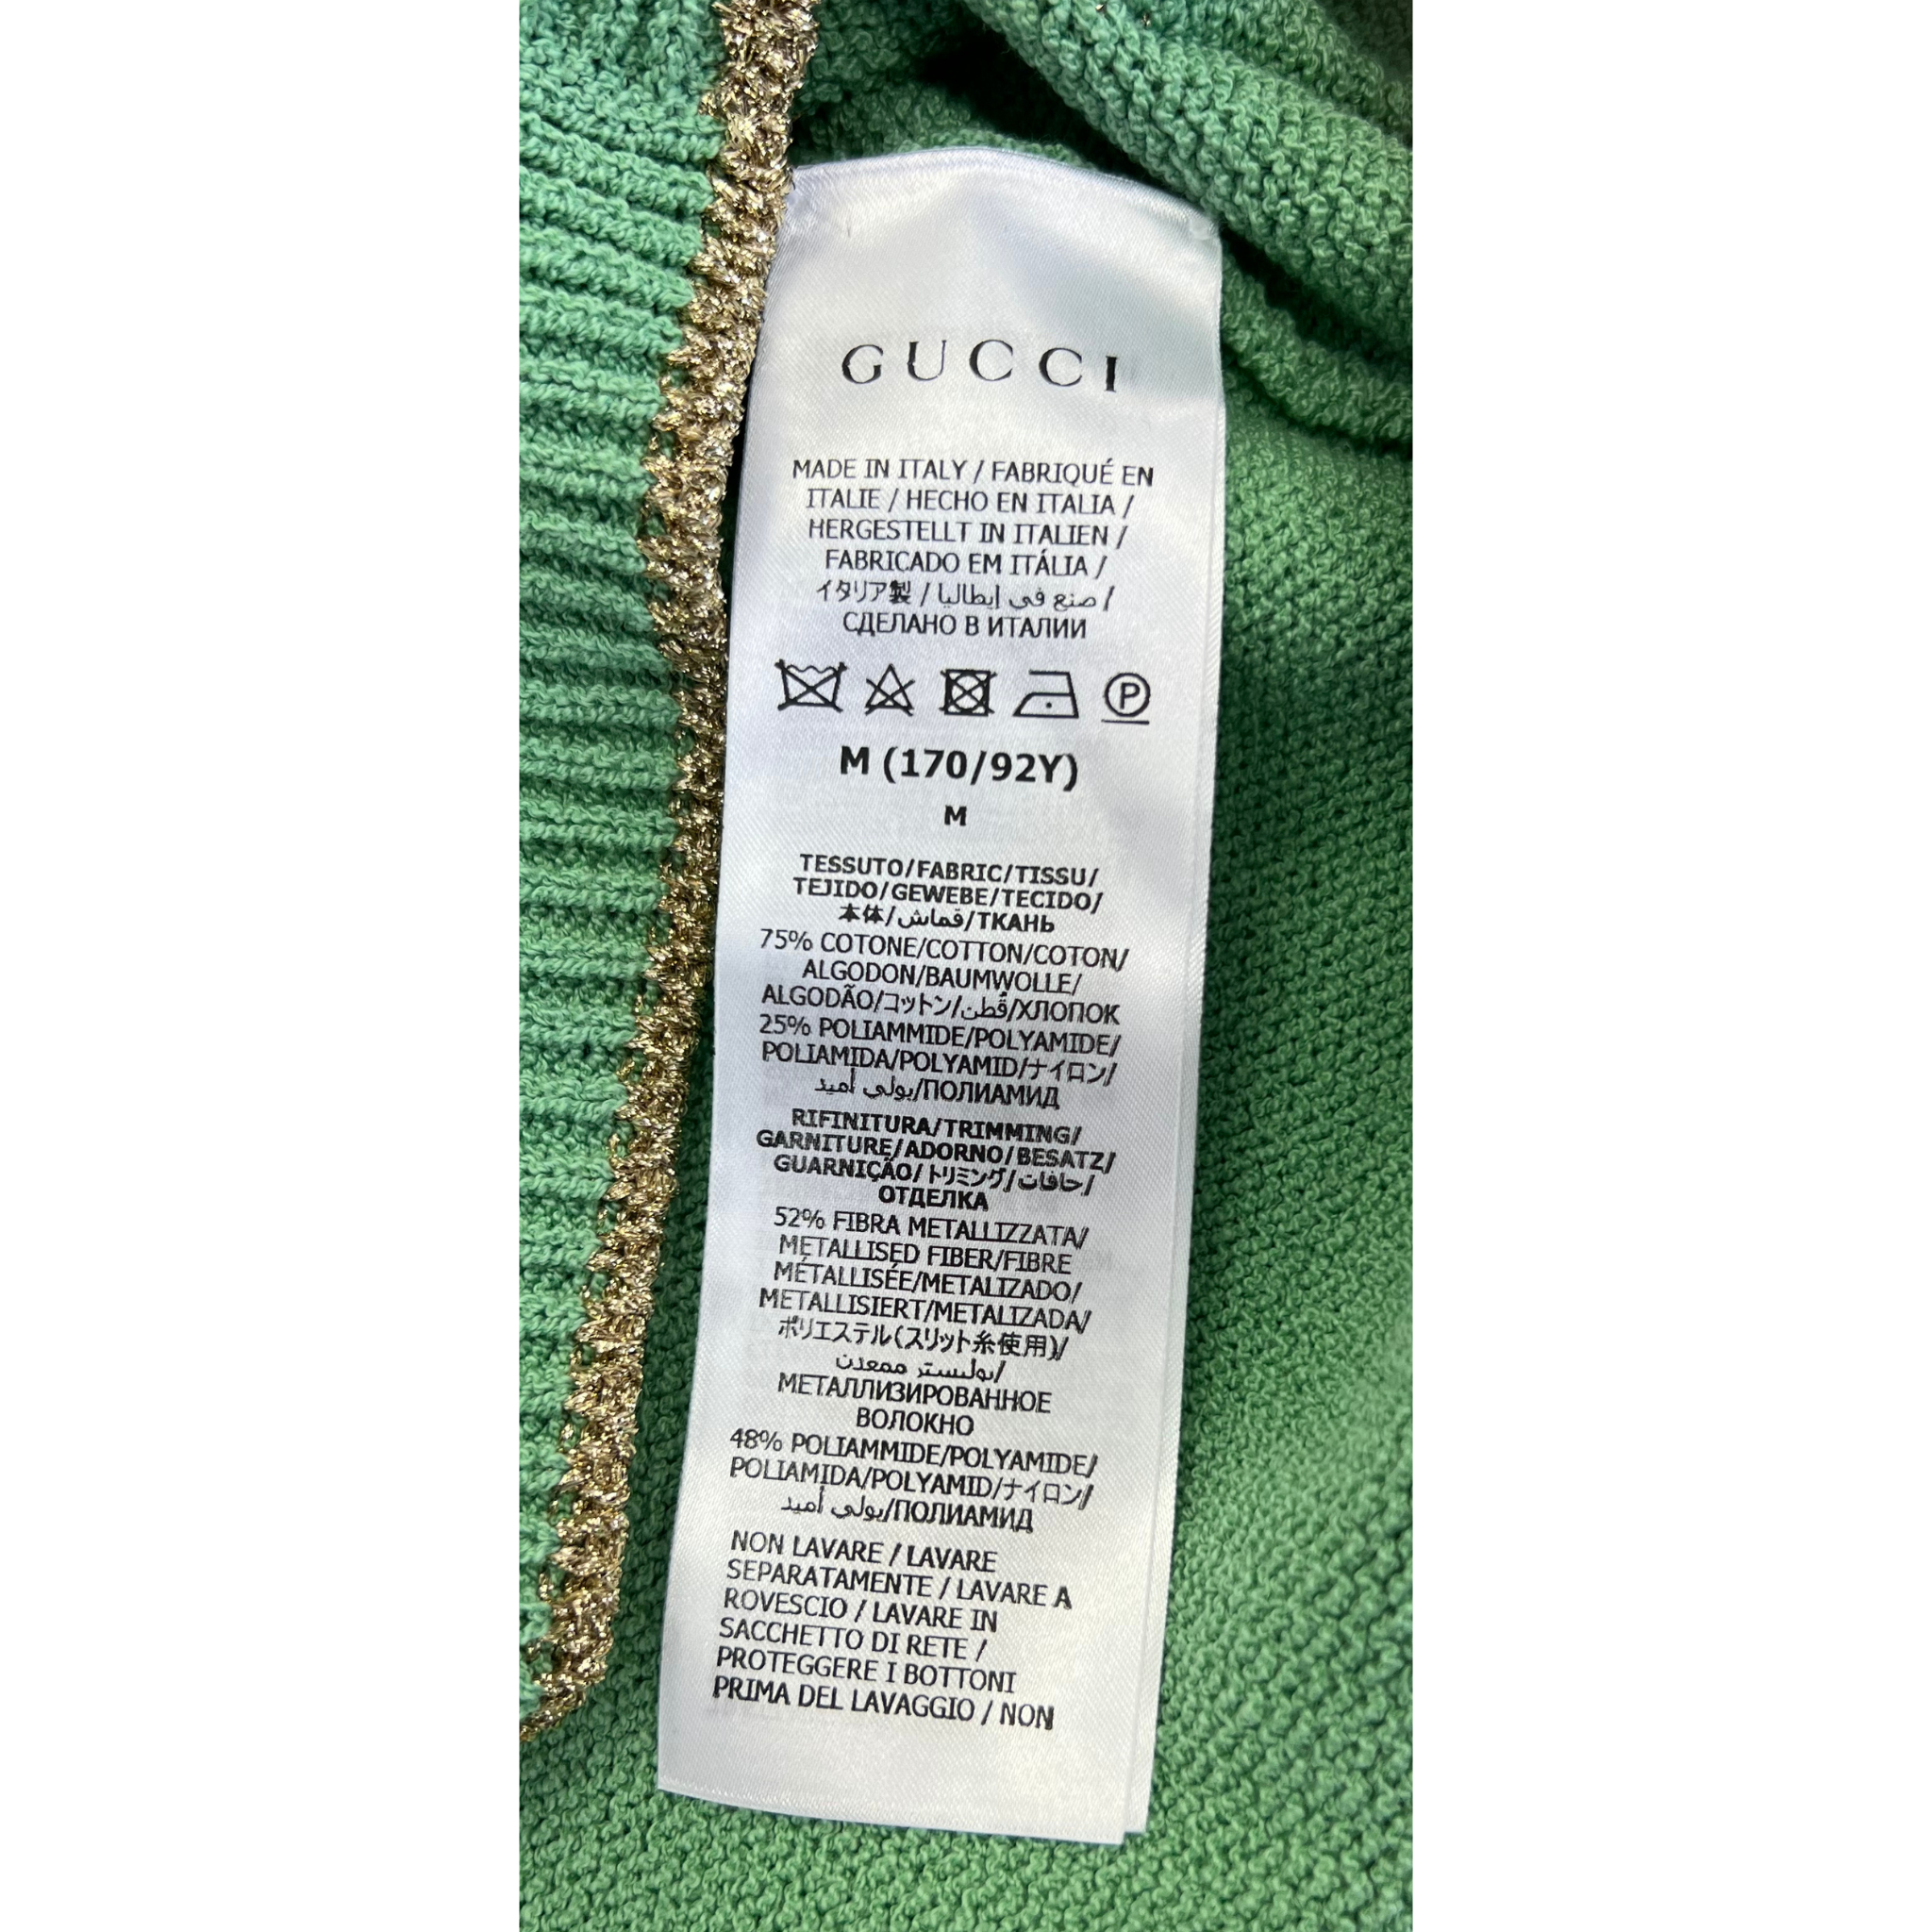 GUCCI
MADE IN ITALY / FABRIQUÉ EN
ITALIE / HECHO EN ITALIA /
HERGESTELLT IN ITALIEN /
FABRICADO EM ITÁLIA /
イタリア製 / صنع في إيطاليا /
СДЕЛАНО В ИТАЛИИ
P
M (170/92Y)
M
TESSUTO/FABRIC/TISSU/
TEJIDO/GEWEBE/TECIDO/
本体/قماش/ТКАНЬ
75% COTONE/COTTON/COTON/
ALGODON/BAUMWOLLE/
ALGODÃO/コットン/قُطن/ХЛОПОК
25% POLIAMMIDE/POLYAMIDE/
POLIAMIDA/POLYAMID/ナイロン/
بولي أميد/ПОЛИАМИД
RIFINITURA/TRIMMING/
GARNITURE/ADORNO/BESATZ/
GUARNIÇÃO/トリミング/حافات/
ОТДЕЛКА
52% FIBRA METALLIZZATA/
METALLISED FIBER/FIBRE
MÉTALLISÉE/METALIZADO/
METALLISIERT/METALIZADA/
ポリエステル(スリット糸使用)/
بوليستر ممعدن/
МЕТАЛЛИЗИРОВАННОЕ
ВОЛОКНО
48% POLIAMMIDE/POLYAMIDE/
POLIAMIDA/POLYAMID/ナイロン/
بولي أميد/ПОЛИАМИД
NON LAVARE / LAVARE
SEPARATAMENTE / LAVARE A
ROVESCIO / LAVARE IN
SACCHETTO DI RETE /
PROTEGGERE I BOTTONI
PRIMA DEL LAVAGGIO / NON